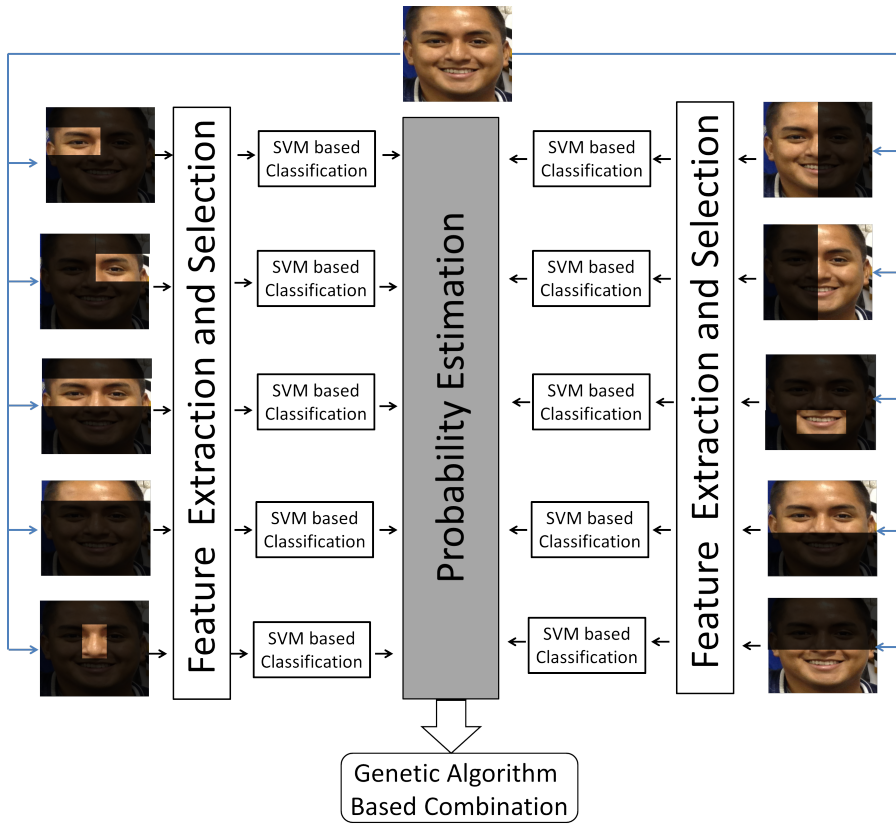 Feature Extraction and Selection
SVM based
Classification
SVM based
Classification
SVM based
Classification
SVM based
Classification
SVM based
Classification
Probability Estimation
SVM based
Classification
SVM based
Classification
SVM based
Classification
SVM based
Classification
SVM based
Classification
Feature Extraction and Selection
Genetic Algorithm
Based Combination